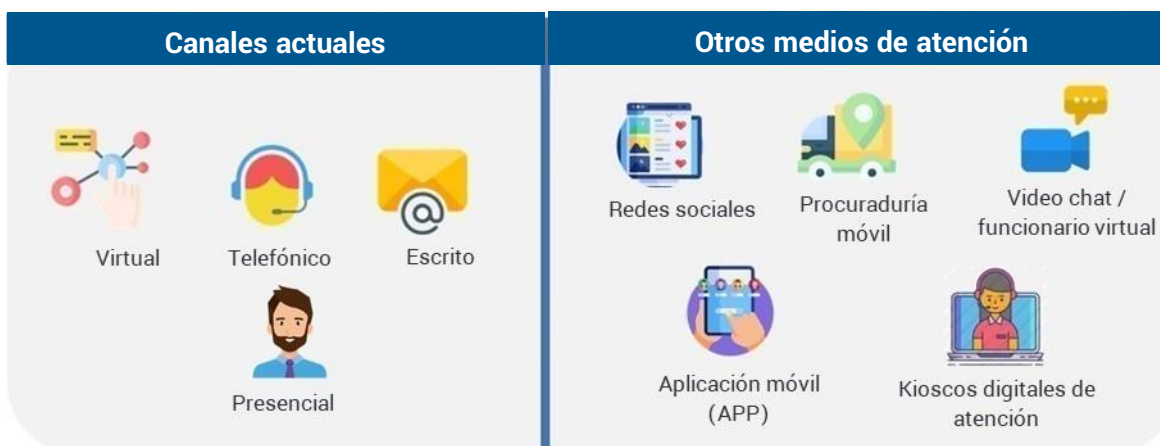 Canales actuales
Virtual
Telefónico
Escrito
Presencial
Otros medios de atención
Redes sociales
Procuraduría
móvil
Video chat /
funcionario virtual
Aplicación móvil
(APP)
Kioscos digitales de
atención